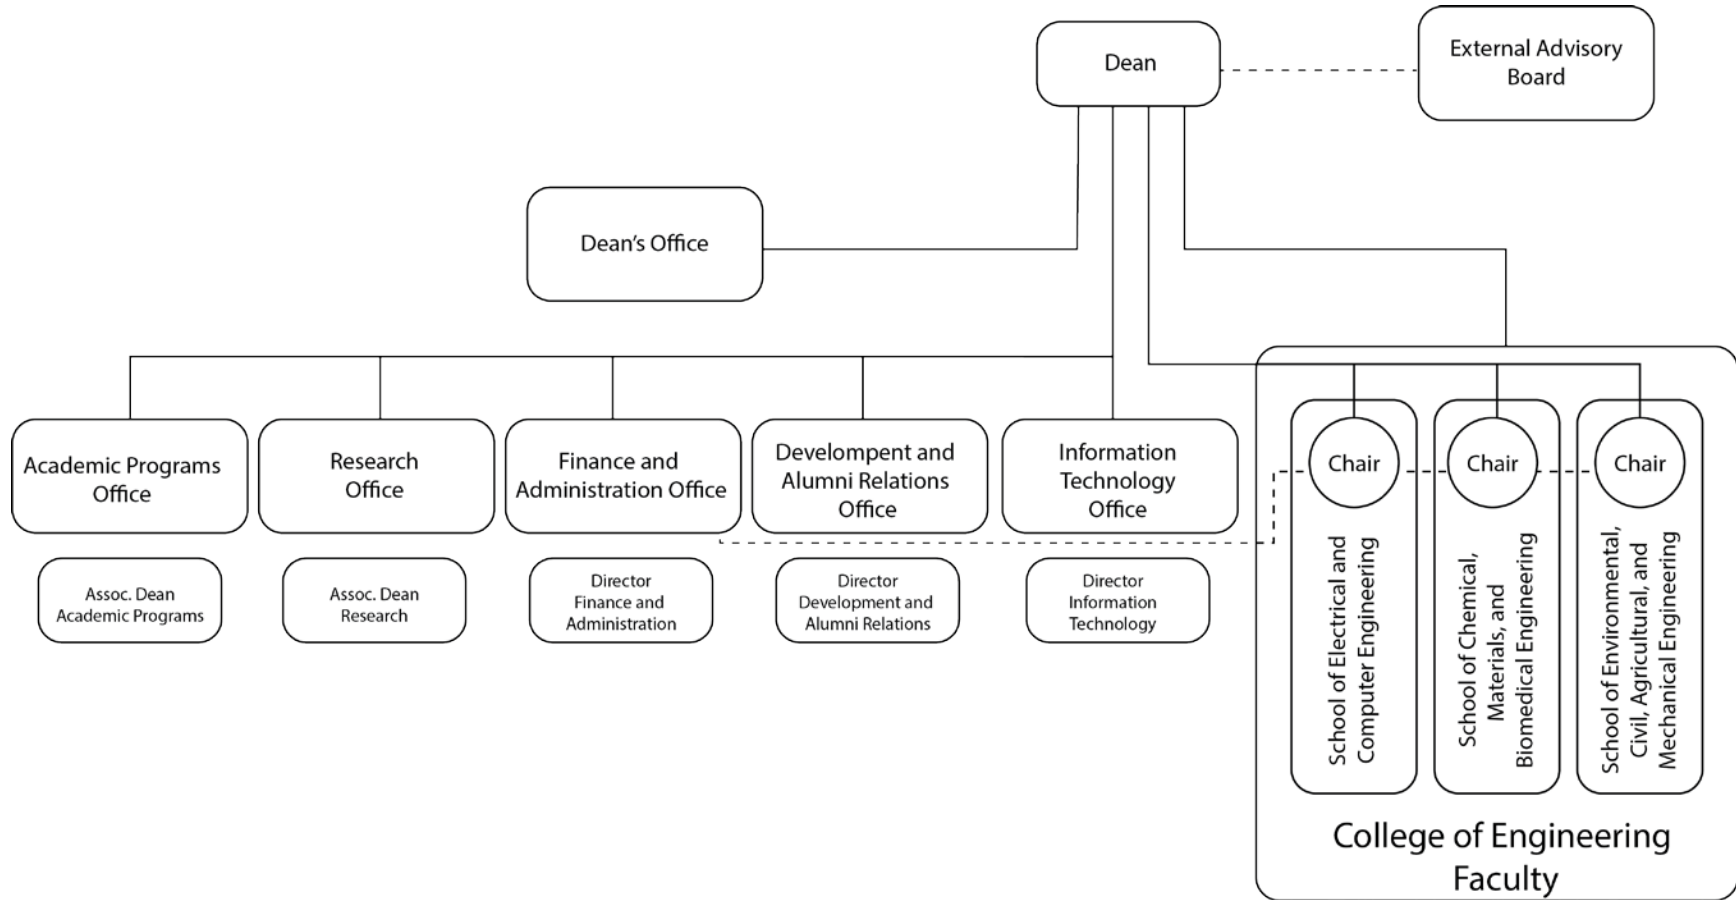 Dean
External Advisory
Board
Dean’s Office
Academic Programs
Office
Research
Office
Finance and
Administration Office
Develompent and
Alumni Relations
Office
Information
Technology
Office
Assoc. Dean
Academic Programs
Assoc. Dean
Research
Director
Finance and
Administration
Director
Development and
Alumni Relations
Director
Information
Technology
Chair
School of Electrical and
Computer Engineering
Chair
School of Chemical,
Materials, and
Biomedical Engineering
Chair
School of Environmental,
Civil, Agricultural, and
Mechanical Engineering
College of Engineering
Faculty